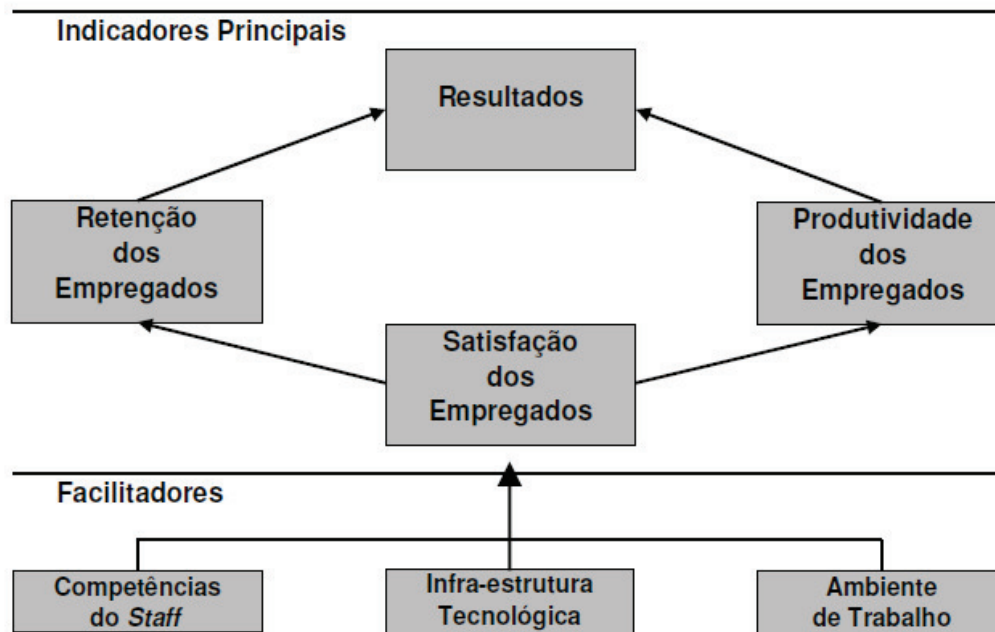 Indicadores Principais
Resultados
Retenção
dos
Empregados
Produtividade
dos
Empregados
Satisfação
dos
Empregados
Facilitadores
Competências
do Staff
Infra-estrutura
Tecnológica
Ambiente
de Trabalho